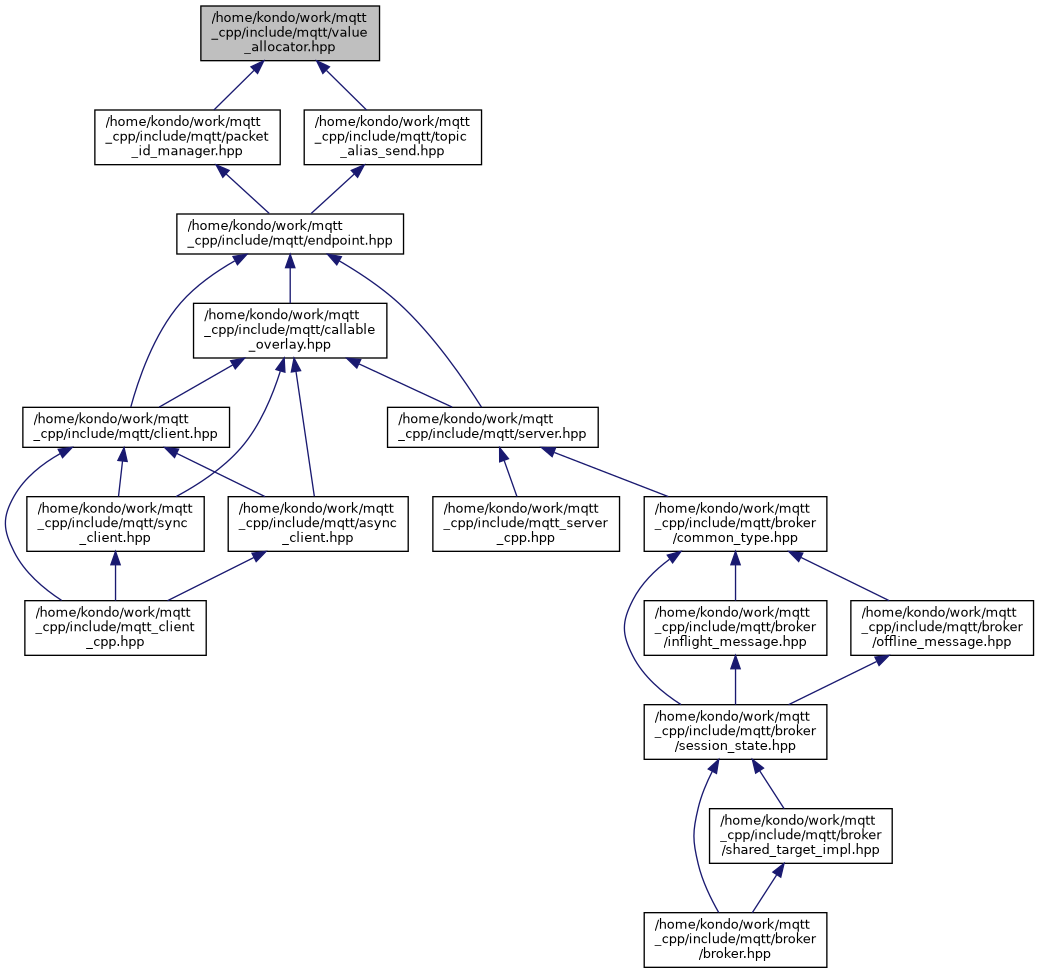 /home/kondo/work/mqtt
_cpp/include/mqtt/value
_allocator.hpp
/home/kondo/work/mqtt
_cpp/include/mqtt/packet
_id_manager.hpp
/home/kondo/work/mqtt
_cpp/include/mqtt/topic
_alias_send.hpp
/home/kondo/work/mqtt
_cpp/include/mqtt/endpoint.hpp
/home/kondo/work/mqtt
_cpp/include/mqtt/callable
_overlay.hpp
/home/kondo/work/mqtt
_cpp/include/mqtt/client.hpp
/home/kondo/work/mqtt
_cpp/include/mqtt/server.hpp
/home/kondo/work/mqtt
_cpp/include/mqtt/sync
_client.hpp
/home/kondo/work/mqtt
_cpp/include/mqtt/async
_client.hpp
/home/kondo/work/mqtt
_cpp/include/mqtt_server
_cpp.hpp
/home/kondo/work/mqtt
_cpp/include/mqtt/broker
/common_type.hpp
/home/kondo/work/mqtt
_cpp/include/mqtt_client
_cpp.hpp
/home/kondo/work/mqtt
_cpp/include/mqtt/broker
/inflight_message.hpp
/home/kondo/work/mqtt
_cpp/include/mqtt/broker
/offline_message.hpp
/home/kondo/work/mqtt
_cpp/include/mqtt/broker
/session_state.hpp
/home/kondo/work/mqtt
_cpp/include/mqtt/broker
/shared_target_impl.hpp
/home/kondo/work/mqtt
_cpp/include/mqtt/broker
/broker.hpp